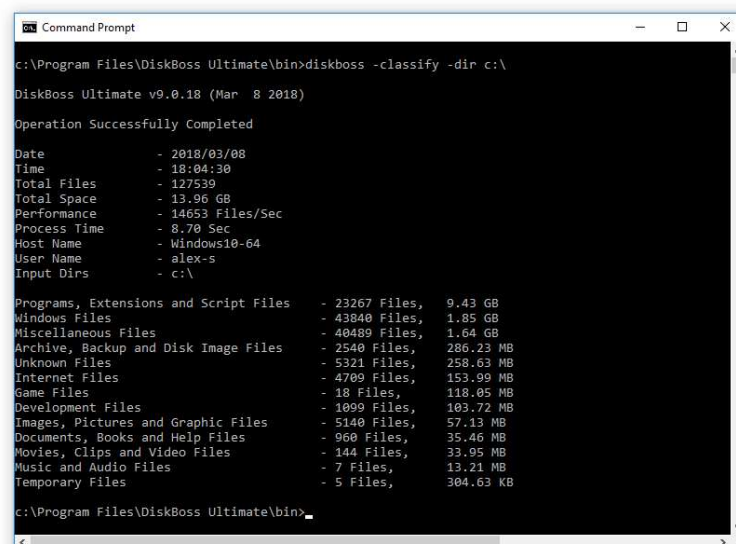 Command Prompt
c:\Program Files\DiskBoss Ultimate\bin>diskboss -classify -dir c:\
DiskBoss Ultimate v9.0.18 (Mar  8 2018)
Operation Successfully Completed
Date - 2018/03/08
Time - 18:04:30
Total Files - 127539
Total Space - 13.96 GB
Performance - 14653 Files/Sec
Process Time - 8.70 Sec
Host Name - Windows10-64
User Name - alex-s
Input Dirs - c:\
Programs, Extensions and Script Files - 23267 Files, 9.43 GB
Windows Files - 43840 Files, 1.85 GB
Miscellaneous Files - 40489 Files, 1.64 GB
Archive, Backup and Disk Image Files - 2540 Files, 286.23 MB
Unknown Files - 5321 Files, 258.63 MB
Internet Files - 4709 Files, 153.99 MB
Game Files - 18 Files, 118.05 MB
Development Files - 1099 Files, 103.72 MB
Images, Pictures and Graphic Files - 5140 Files, 57.13 MB
Documents, Books and Help Files - 960 Files, 35.46 MB
Movies, Clips and Video Files - 144 Files, 33.95 MB
Music and Audio Files - 7 Files, 13.21 MB
Temporary Files - 5 Files, 304.63 KB
c:\Program Files\DiskBoss Ultimate\bin>